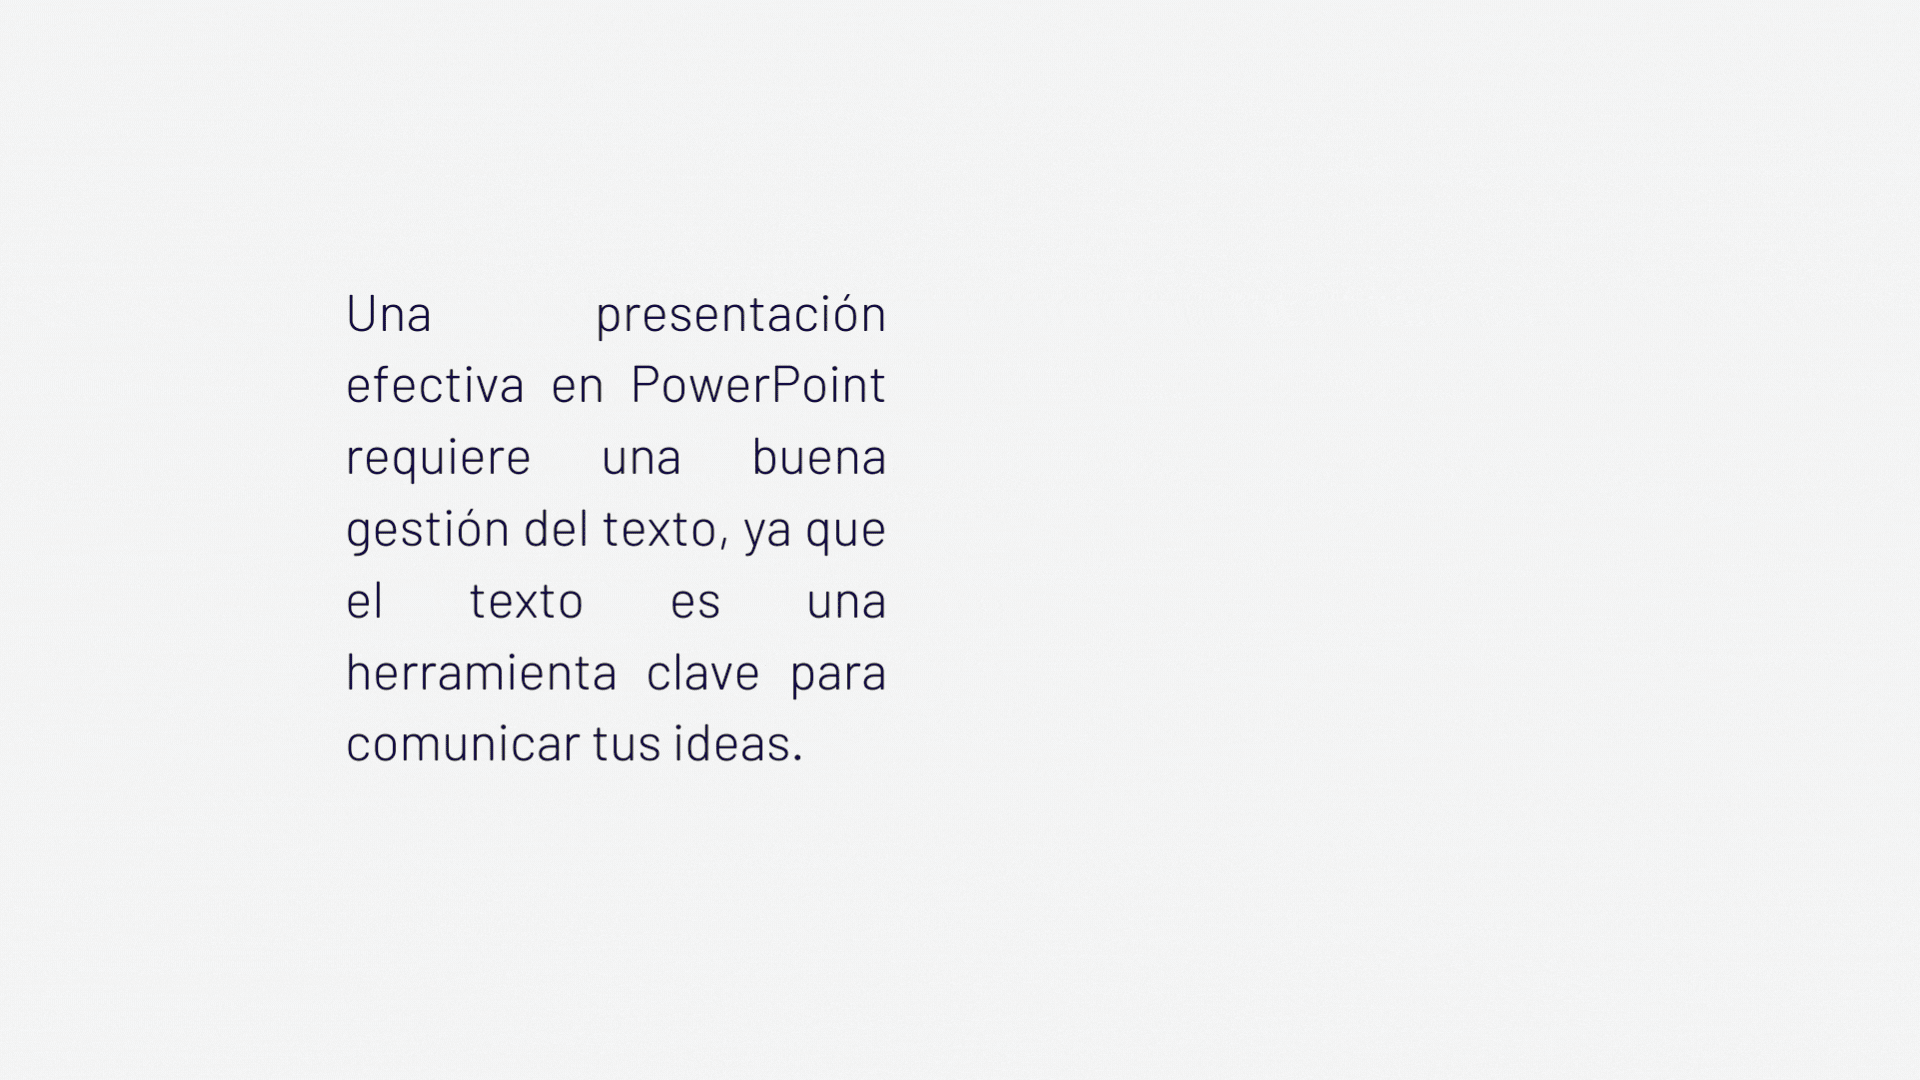 Una presentación
efectiva en PowerPoint
requiere una buena
gestión del texto, ya que
el texto es una
herramienta clave para
comunicar tus ideas.